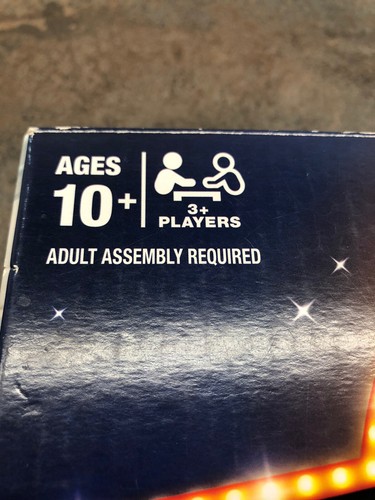 AGES
10+
3+
PLAYERS
ADULT ASSEMBLY REQUIRED